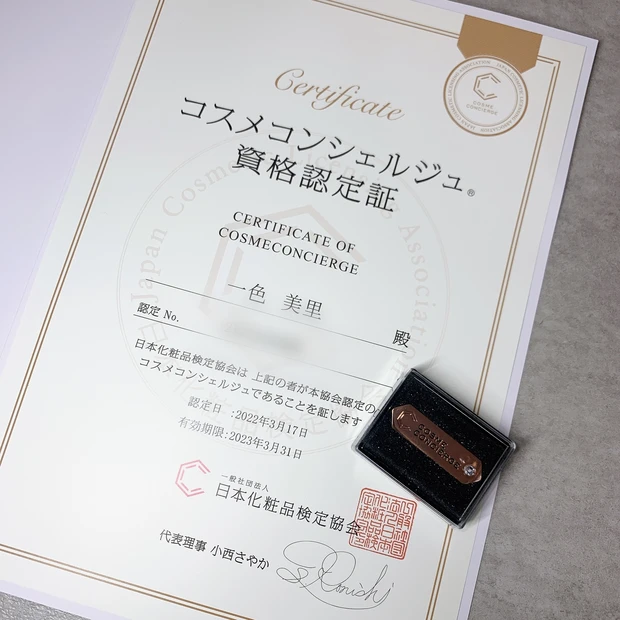 Certificate
コスメコンシェルジュ®
資格認定証
CERTIFICATE OF
COSMECONCIERGE
一色 美里 殿
認定 No.
日本化粧品検定協会は 上記の者が本協会認定の
コスメコンシェルジュであることを証します
認定日 :2022年3月17日
有効期限:2023年3月31日
一般社団法人
日本化粧品検定協会
代表理事 小西さやか
COSME
CONCIERGE
COSME
CONCIERGE